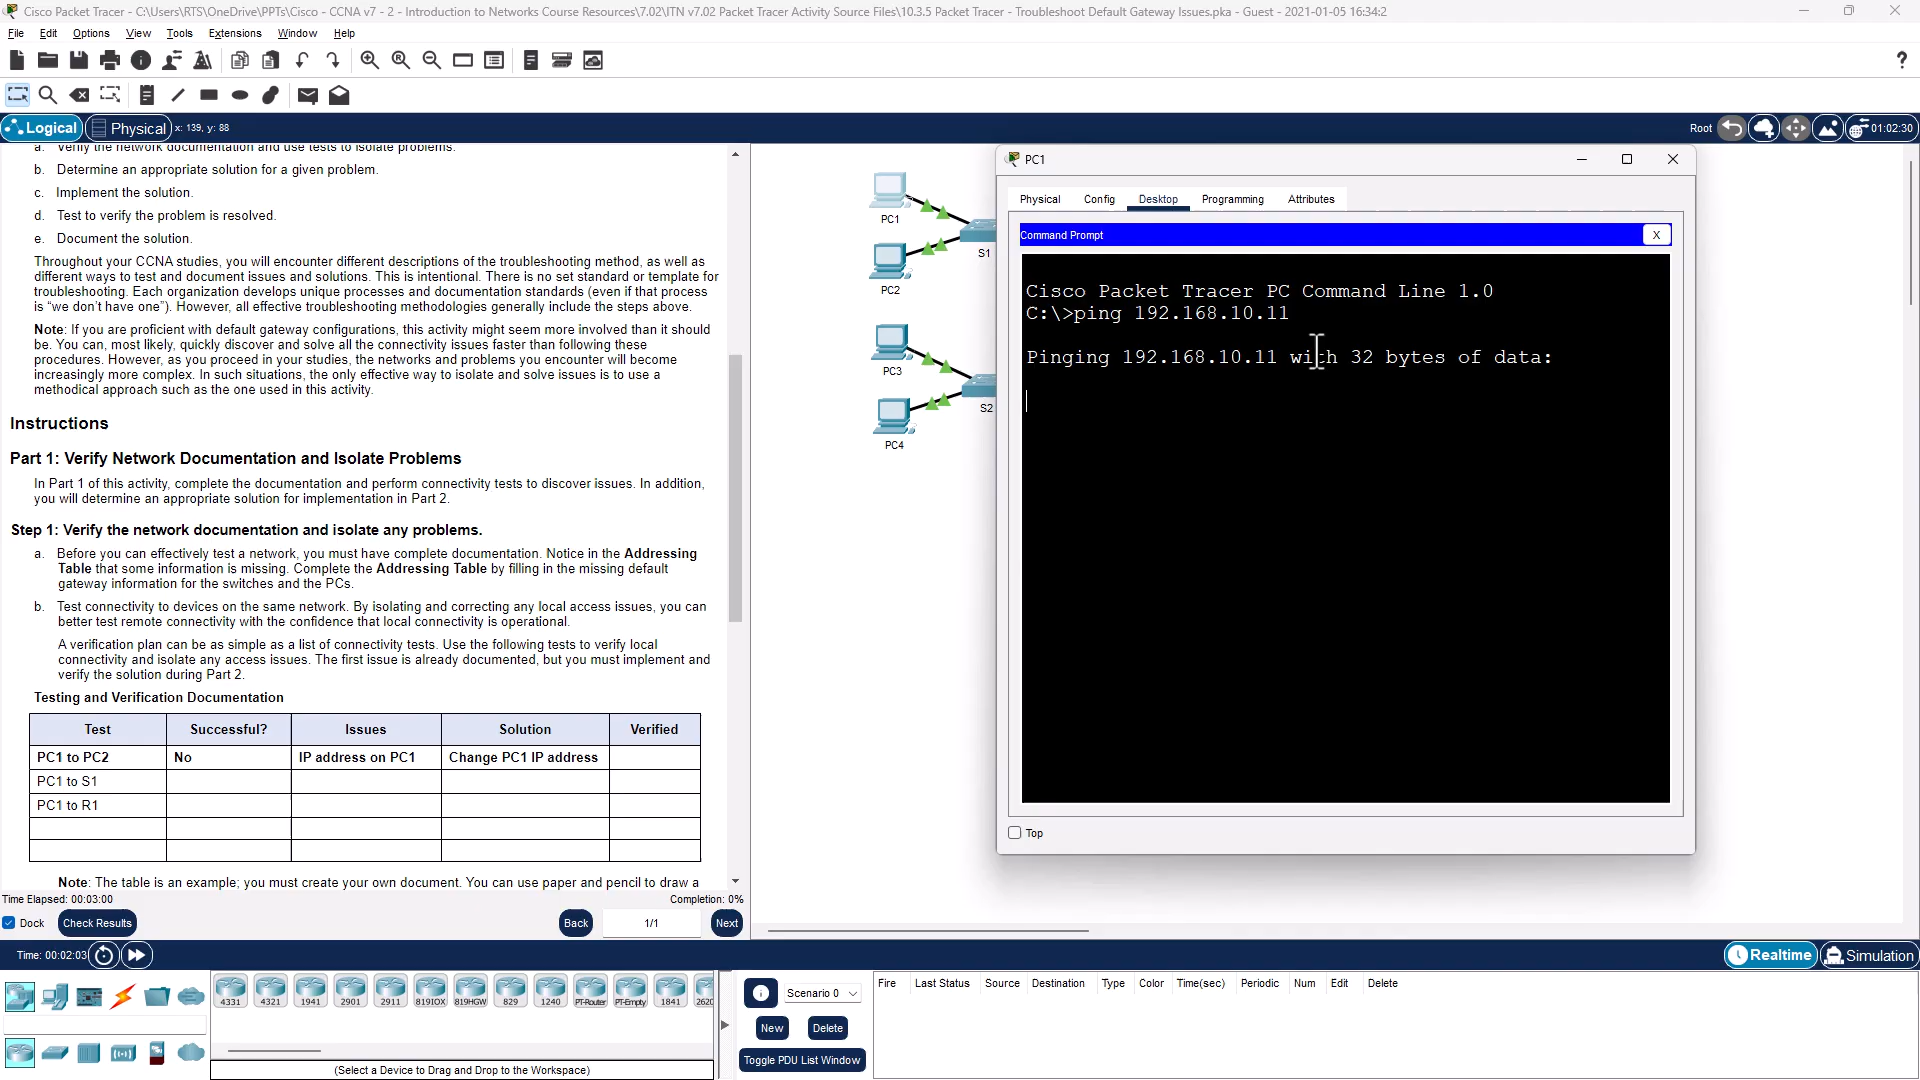 Cisco Packet Tracer - C:\Users\RTS\OneDrive\PPTs\Cisco - CCNA v7 - 2 - Introduction to Networks Course Resources\7.02\ITN v7.02 Packet Tracer Activity Source Files\10.3.5 Packet Tracer - Troubleshoot Default Gateway Issues.pka - Guest - 2021-01-05 16:34:2
File Edit Options View Tools Extensions Window Help
Logical Physical x: 139, y: 88 Root 01:02:30
a. Verify the network documentation and use tests to isolate problems.
b. Determine an appropriate solution for a given problem.
c. Implement the solution.
d. Test to verify the problem is resolved.
e. Document the solution.
Throughout your CCNA studies, you will encounter different descriptions of the troubleshooting method, as well as
different ways to test and document issues and solutions. This is intentional. There is no set standard or template for
troubleshooting. Each organization develops unique processes and documentation standards (even if that process
is “we don’t have one”). However, all effective troubleshooting methodologies generally include the steps above.
Note: If you are proficient with default gateway configurations, this activity might seem more involved than it should
be. You can, most likely, quickly discover and solve all the connectivity issues faster than following these
procedures. However, as you proceed in your studies, the networks and problems you encounter will become
increasingly more complex. In such situations, the only effective way to isolate and solve issues is to use a
methodical approach such as the one used in this activity.
Instructions
Part 1: Verify Network Documentation and Isolate Problems
In Part 1 of this activity, complete the documentation and perform connectivity tests to discover issues. In addition,
you will determine an appropriate solution for implementation in Part 2.
Step 1: Verify the network documentation and isolate any problems.
a. Before you can effectively test a network, you must have complete documentation. Notice in the Addressing
Table that some information is missing. Complete the Addressing Table by filling in the missing default
gateway information for the switches and the PCs.
b. Test connectivity to devices on the same network. By isolating and correcting any local access issues, you can
better test remote connectivity with the confidence that local connectivity is operational.
A verification plan can be as simple as a list of connectivity tests. Use the following tests to verify local
connectivity and isolate any access issues. The first issue is already documented, but you must implement and
verify the solution during Part 2.
Testing and Verification Documentation
Test Successful? Issues Solution Verified
PC1 to PC2 No IP address on PC1 Change PC1 IP address
PC1 to S1
PC1 to R1
Note: The table is an example; you must create your own document. You can use paper and pencil to draw a
Time Elapsed: 00:03:00 Completion: 0%
Dock Check Results Back 1/1 Next
PC1
PC2
S1
PC3
S2
PC4
PC1
Physical Config Desktop Programming Attributes
Command Prompt X
Cisco Packet Tracer PC Command Line 1.0
C:\>ping 192.168.10.11
Pinging 192.168.10.11 with 32 bytes of data:
Top
Time: 00:02:03 Realtime Simulation
4331 4321 1941 2901 2911 819IOX 819HGW 829 1240 PT-Router PT-Empty 1841 2620
(Select a Device to Drag and Drop to the Workspace)
Scenario 0
New Delete
Toggle PDU List Window
Fire Last Status Source Destination Type Color Time(sec) Periodic Num Edit Delete